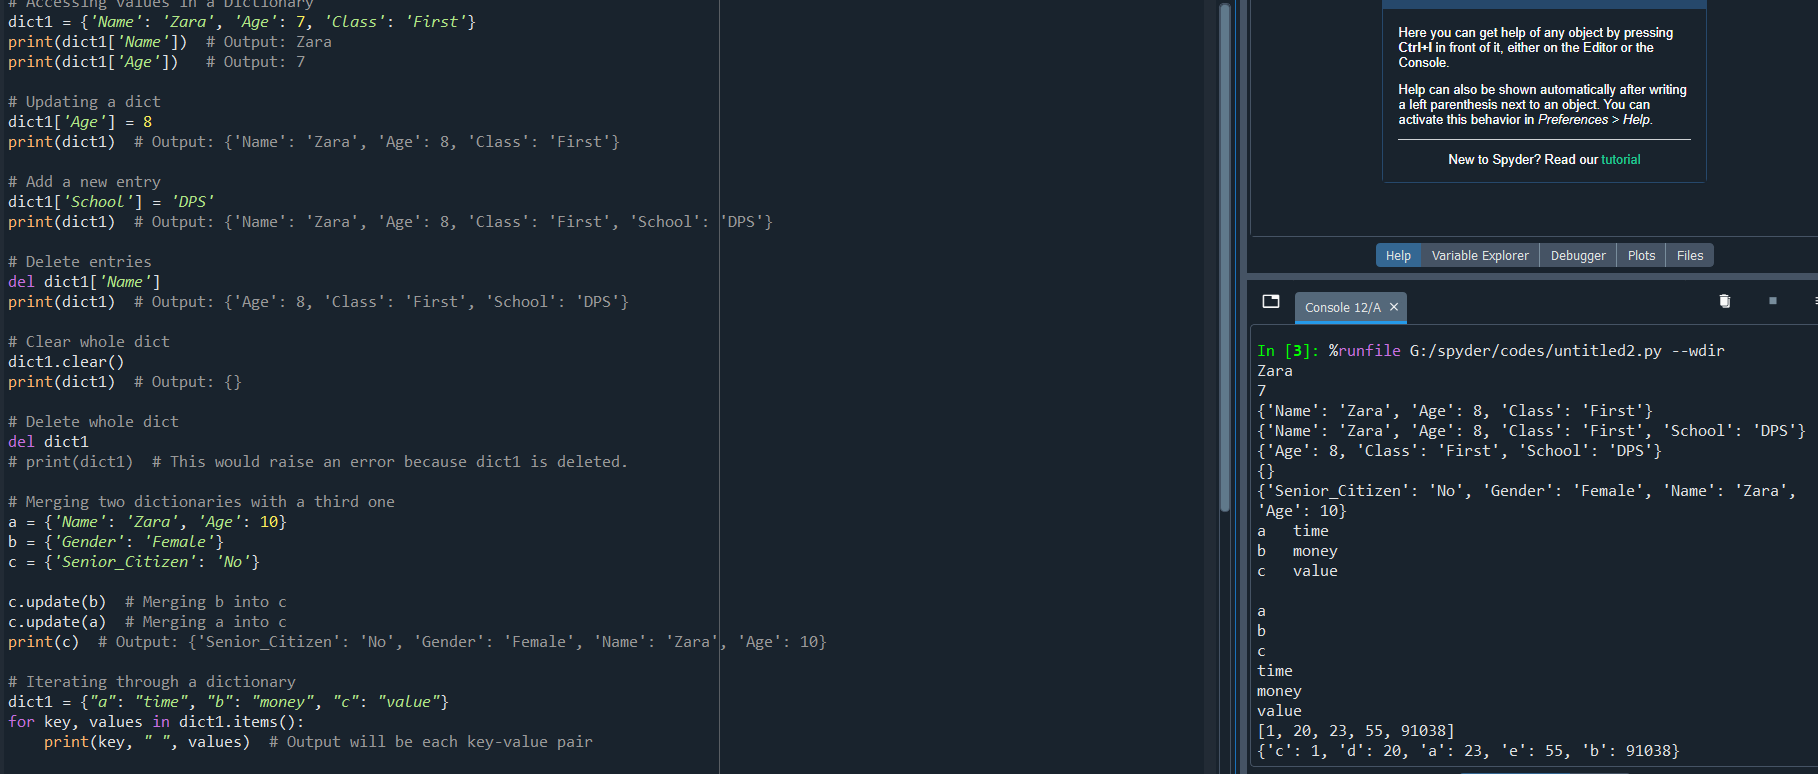 # Accessing values in a Dictionary
dict1 = {'Name': 'Zara', 'Age': 7, 'Class': 'First'}
print(dict1['Name'])  # Output: Zara
print(dict1['Age'])   # Output: 7
# Updating a dict
dict1['Age'] = 8
print(dict1)  # Output: {'Name': 'Zara', 'Age': 8, 'Class': 'First'}
# Add a new entry
dict1['School'] = 'DPS'
print(dict1)  # Output: {'Name': 'Zara', 'Age': 8, 'Class': 'First', 'School': 'DPS'}
# Delete entries
del dict1['Name']
print(dict1)  # Output: {'Age': 8, 'Class': 'First', 'School': 'DPS'}
# Clear whole dict
dict1.clear()
print(dict1)  # Output: {}
# Delete whole dict
del dict1
# print(dict1)  # This would raise an error because dict1 is deleted.
# Merging two dictionaries with a third one
a = {'Name': 'Zara', 'Age': 10}
b = {'Gender': 'Female'}
c = {'Senior_Citizen': 'No'}
c.update(b)  # Merging b into c
c.update(a)  # Merging a into c
print(c)  # Output: {'Senior_Citizen': 'No', 'Gender': 'Female', 'Name': 'Zara', 'Age': 10}
# Iterating through a dictionary
dict1 = {"a": "time", "b": "money", "c": "value"}
for key, values in dict1.items():
    print(key, " ", values)  # Output will be each key-value pair
Here you can get help of any object by pressing
Ctrl+I in front of it, either on the Editor or the
Console.
Help can also be shown automatically after writing
a left parenthesis next to an object. You can
activate this behavior in Preferences > Help.
New to Spyder? Read our tutorial
Help Variable Explorer Debugger Plots Files
Console 12/A ×
In [3]: %runfile G:/spyder/codes/untitled2.py --wdir
Zara
7
{'Name': 'Zara', 'Age': 8, 'Class': 'First'}
{'Name': 'Zara', 'Age': 8, 'Class': 'First', 'School': 'DPS'}
{'Age': 8, 'Class': 'First', 'School': 'DPS'}
{}
{'Senior_Citizen': 'No', 'Gender': 'Female', 'Name': 'Zara',
'Age': 10}
a   time
b   money
c   value
a
b
c
time
money
value
[1, 20, 23, 55, 91038]
{'c': 1, 'd': 20, 'a': 23, 'e': 55, 'b': 91038}